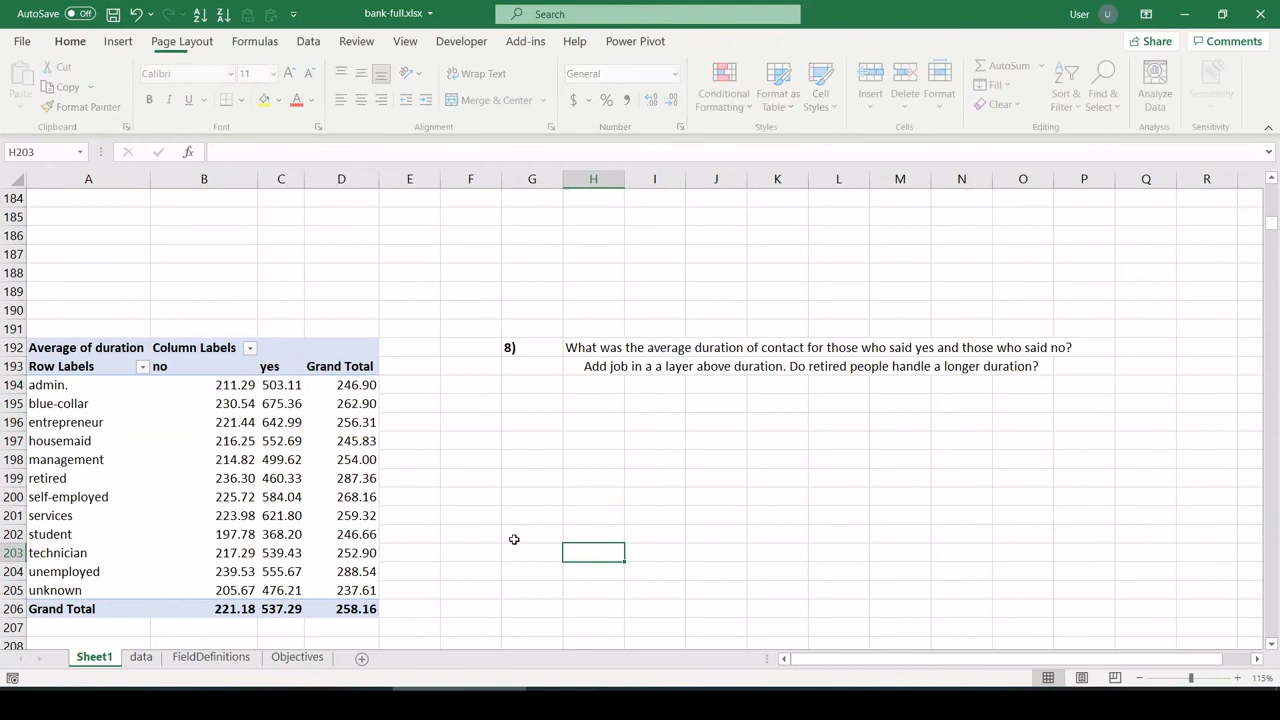 AutoSave Off bank-full.xlsx Search User U
File Home Insert Page Layout Formulas Data Review View Developer Add-ins Help Power Pivot Share Comments
Paste Cut Copy Format Painter Calibri 11 Wrap Text Merge & Center General Conditional Formatting Format as Table Cell Styles Insert Delete Format AutoSum Fill Clear Sort & Filter Find & Select Analyze Data Sensitivity
Clipboard Font Alignment Number Styles Cells Editing Analysis Sensitivity
H203 fx
A B C D E F G H I J K L M N O P Q R
184
185
186
187
188
189
190
191
192 Average of duration Column Labels 8) What was the average duration of contact for those who said yes and those who said no?
193 Row Labels no yes Grand Total Add job in a a layer above duration. Do retired people handle a longer duration?
194 admin. 211.29 503.11 246.90
195 blue-collar 230.54 675.36 262.90
196 entrepreneur 221.44 642.99 256.31
197 housemaid 216.25 552.69 245.83
198 management 214.82 499.62 254.00
199 retired 236.30 460.33 287.36
200 self-employed 225.72 584.04 268.16
201 services 223.98 621.80 259.32
202 student 197.78 368.20 246.66
203 technician 217.29 539.43 252.90
204 unemployed 239.53 555.67 288.54
205 unknown 205.67 476.21 237.61
206 Grand Total 221.18 537.29 258.16
207
208
Sheet1 data FieldDefinitions Objectives
115%